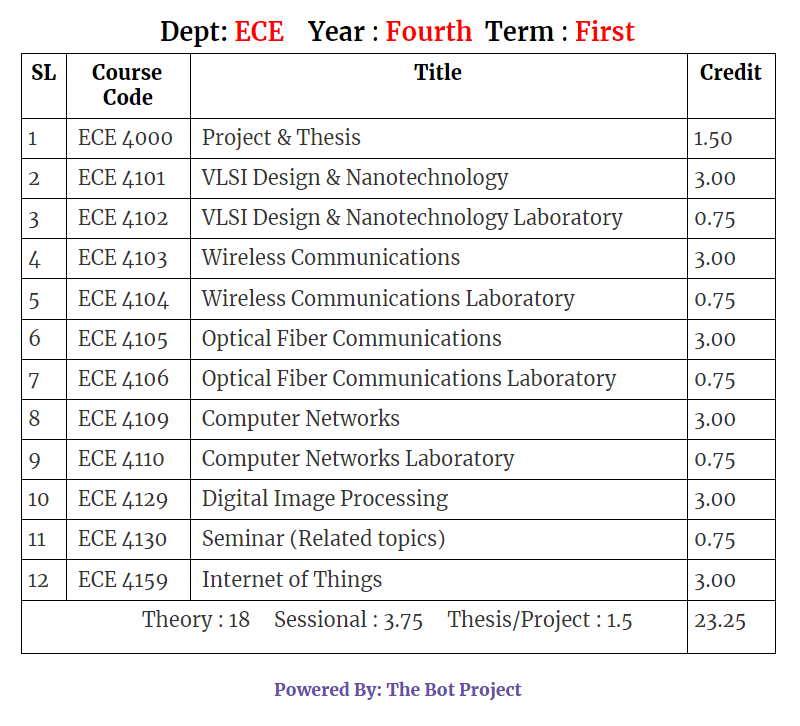 Dept: ECE Year : Fourth Term : First
SL Course Code Title Credit
1 ECE 4000 Project & Thesis 1.50
2 ECE 4101 VLSI Design & Nanotechnology 3.00
3 ECE 4102 VLSI Design & Nanotechnology Laboratory 0.75
4 ECE 4103 Wireless Communications 3.00
5 ECE 4104 Wireless Communications Laboratory 0.75
6 ECE 4105 Optical Fiber Communications 3.00
7 ECE 4106 Optical Fiber Communications Laboratory 0.75
8 ECE 4109 Computer Networks 3.00
9 ECE 4110 Computer Networks Laboratory 0.75
10 ECE 4129 Digital Image Processing 3.00
11 ECE 4130 Seminar (Related topics) 0.75
12 ECE 4159 Internet of Things 3.00
Theory : 18 Sessional : 3.75 Thesis/Project : 1.5 23.25
Powered By: The Bot Project